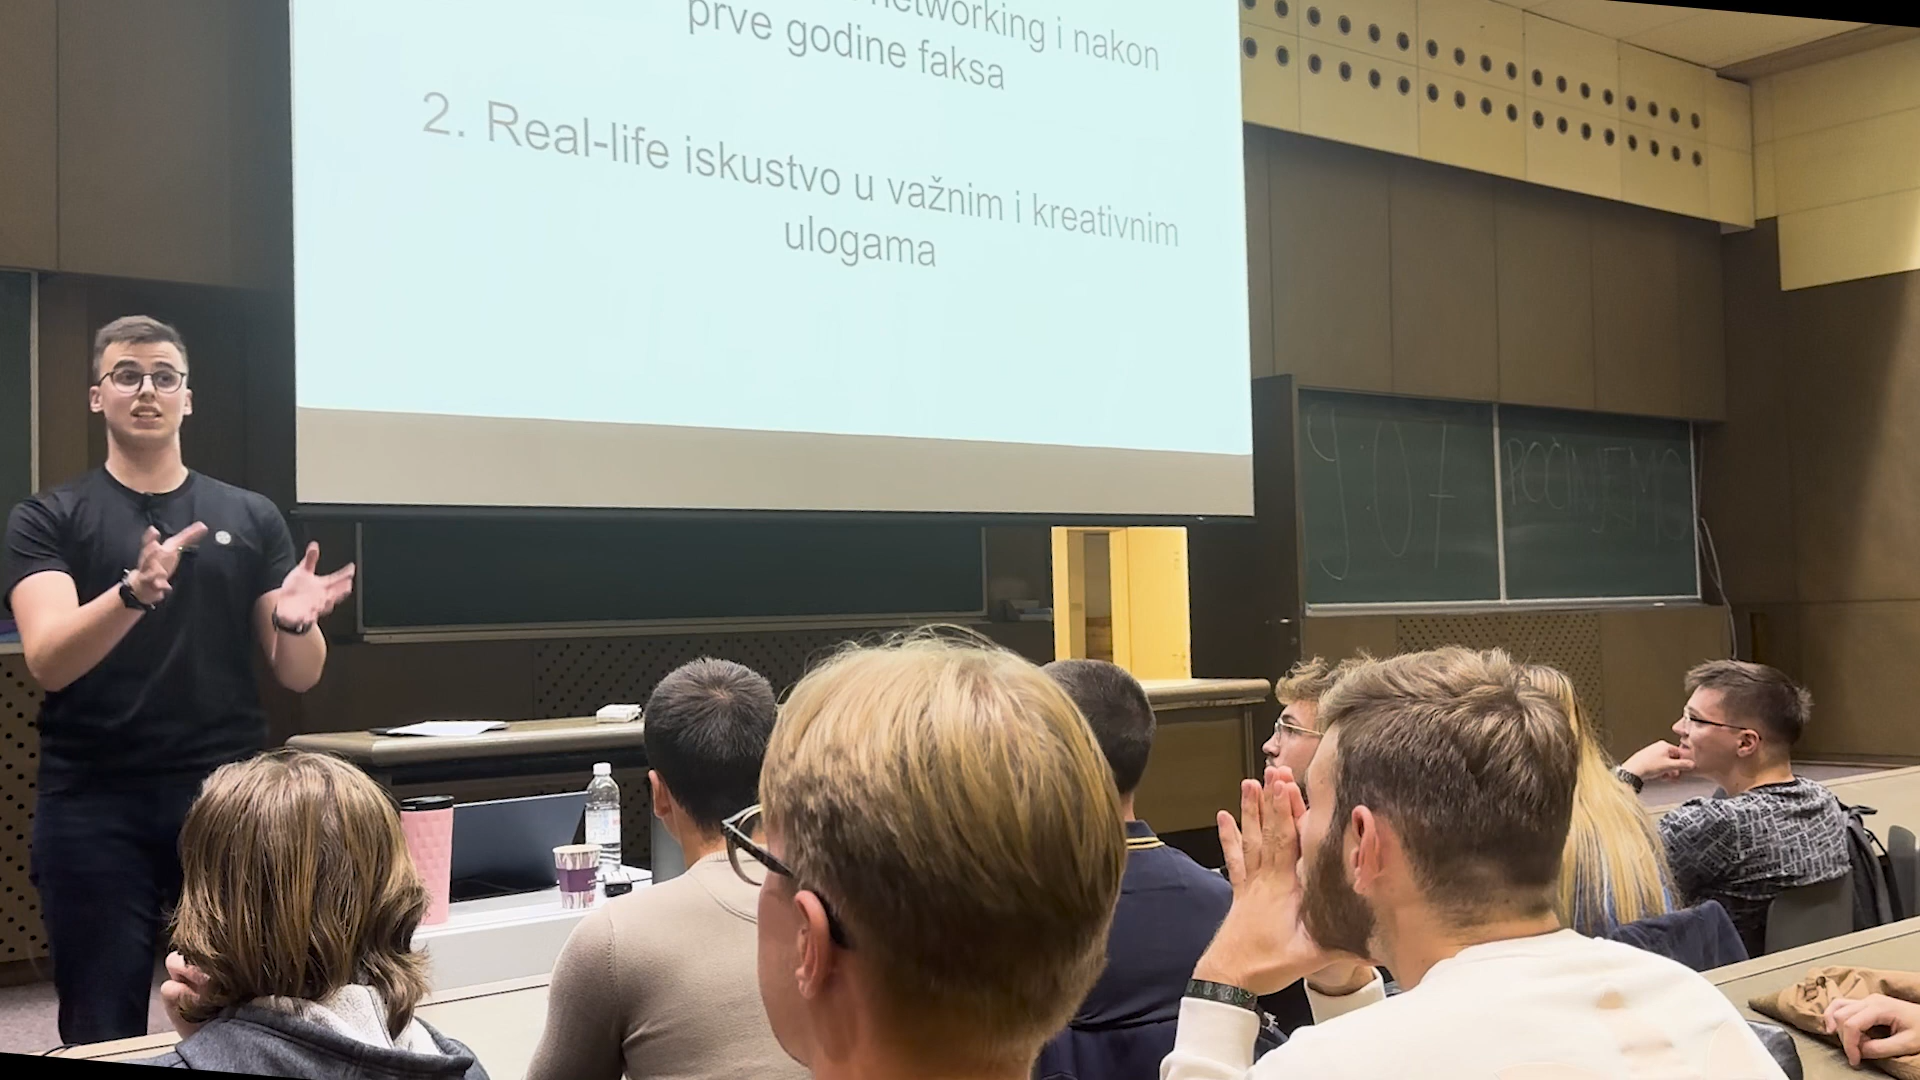 networking i nakon
prve godine faksa
2. Real-life iskustvo u važnim i kreativnim
ulogama
9:07
POČINJEMO